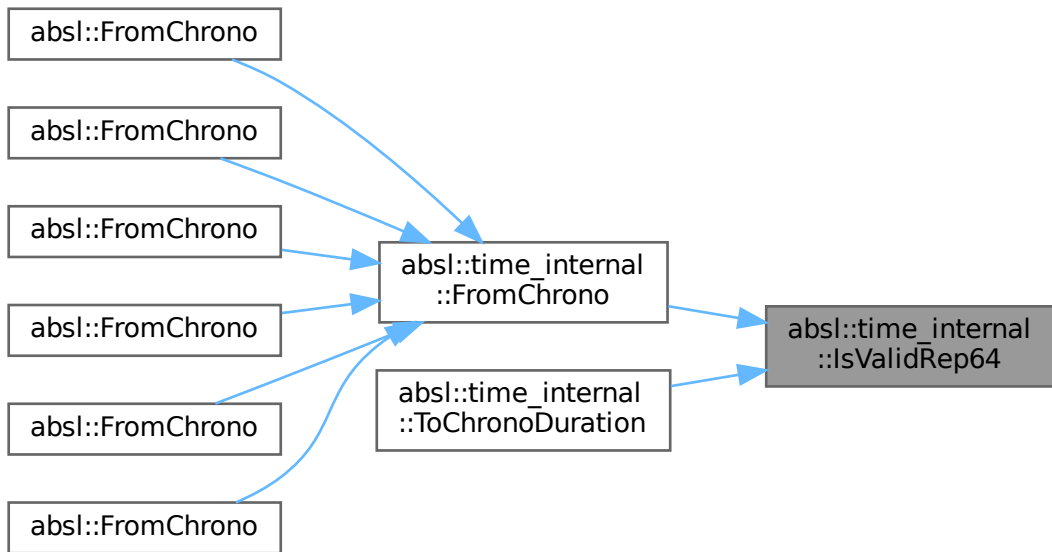 absl::FromChrono
absl::FromChrono
absl::FromChrono
absl::FromChrono
absl::FromChrono
absl::FromChrono
absl::time_internal
::FromChrono
absl::time_internal
::ToChronoDuration
absl::time_internal
::IsValidRep64